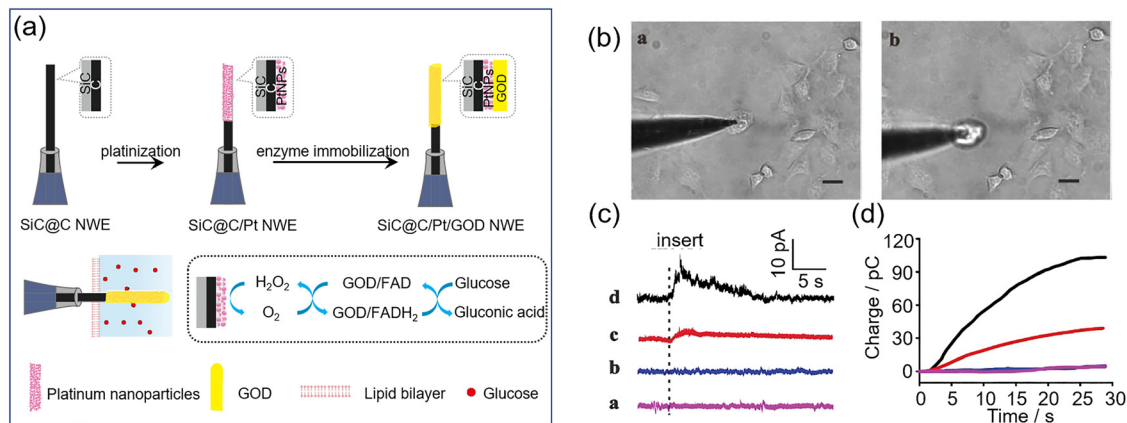 (a)
SiC
C
SiC
C
PtNPs
SiC
C
PtNPs
GOD
platinization
enzyme immobilization
SiC@C NWE
SiC@C/Pt NWE
SiC@C/Pt/GOD NWE
H₂O₂
GOD/FAD
Glucose
O₂
GOD/FADH₂
Gluconic acid
Platinum nanoparticles
GOD
Lipid bilayer
Glucose
(b)
a
b
(c)
insert
10 pA
5 s
d
c
b
a
(d)
Charge / pC
120
90
60
30
0
0 5 10 15 20 25 30
Time / s